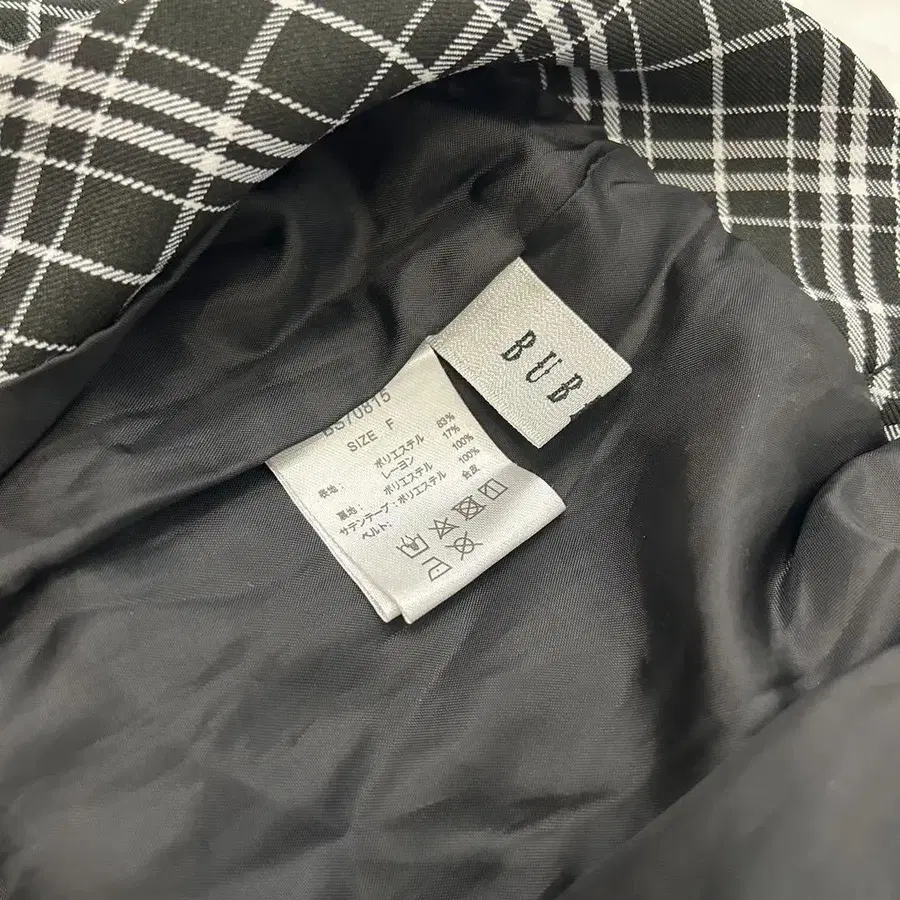 BUB
BS70815
SIZE F
表地: ポリエステル 83%
レーヨン 17%
裏地: ポリエステル 100%
サテンテープ: ポリエステル 100%
ベルト: 合皮